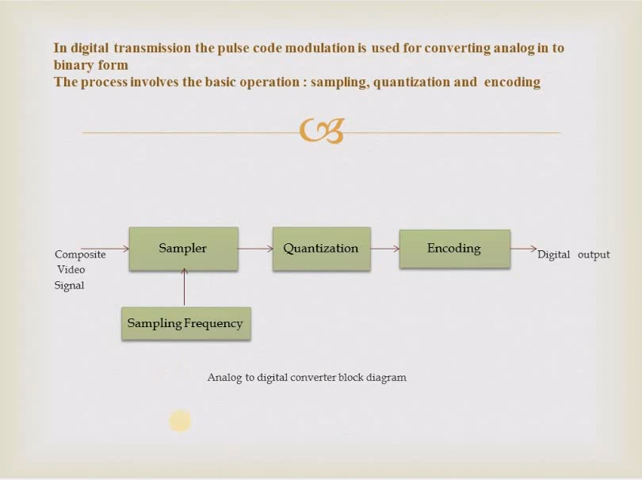 In digital transmission the pulse code modulation is used for converting analog in to
binary form
The process involves the basic operation : sampling, quantization and encoding
Composite
Video
Signal
Sampler
Quantization
Encoding
Digital output
Sampling Frequency
Analog to digital converter block diagram